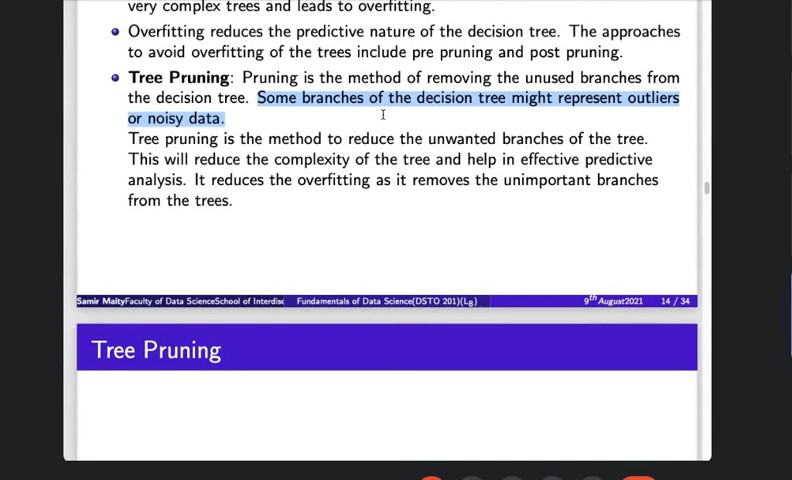 very complex trees and leads to overfitting.
Overfitting reduces the predictive nature of the decision tree. The approaches
to avoid overfitting of the trees include pre pruning and post pruning.
Tree Pruning: Pruning is the method of removing the unused branches from
the decision tree. Some branches of the decision tree might represent outliers
or noisy data.
Tree pruning is the method to reduce the unwanted branches of the tree.
This will reduce the complexity of the tree and help in effective predictive
analysis. It reduces the overfitting as it removes the unimportant branches
from the trees.
Samir MaityFaculty of Data ScienceSchool of Interdisc Fundamentals of Data Science(DSTO 201)(L8) 9th August2021 14 / 34
Tree Pruning